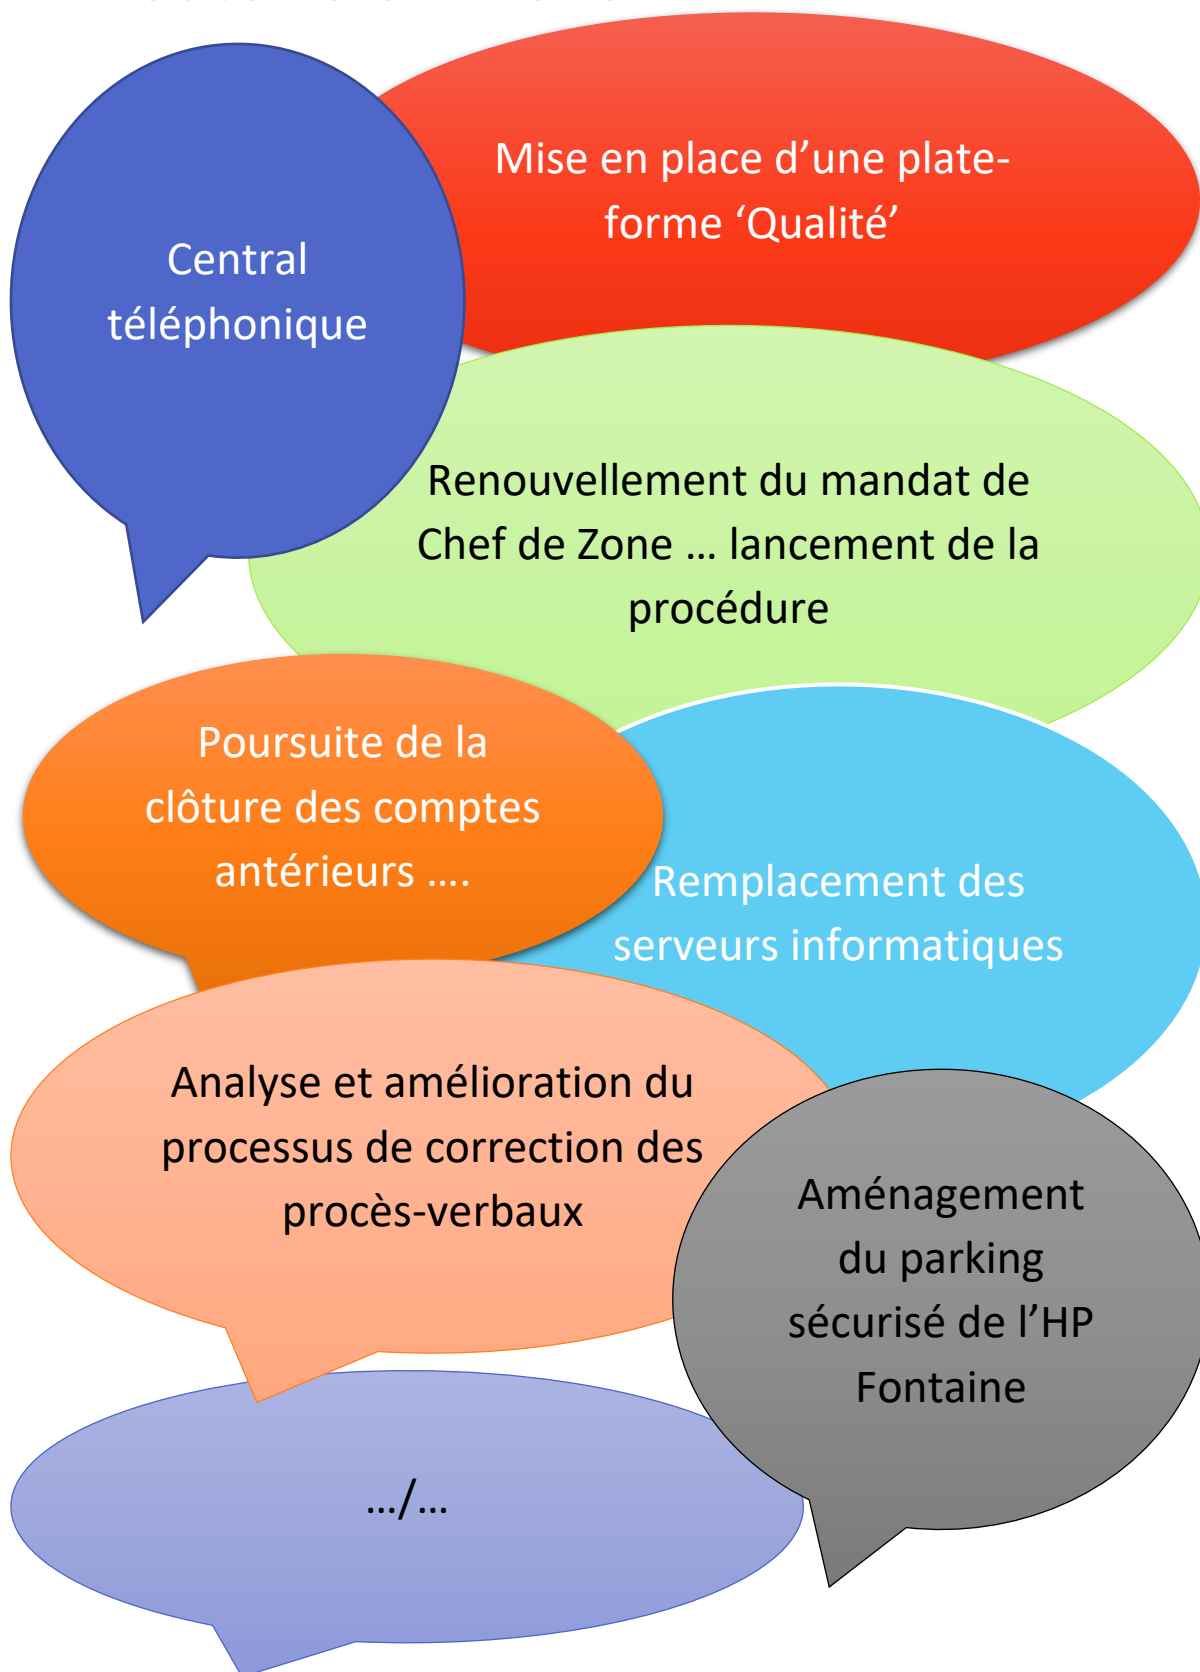 Mise en place d’une plate-
forme ‘Qualité’
Central
téléphonique
Renouvellement du mandat de
Chef de Zone … lancement de la
procédure
Poursuite de la
clôture des comptes
antérieurs ….
Remplacement des
serveurs informatiques
Analyse et amélioration du
processus de correction des
procès-verbaux
Aménagement
du parking
sécurisé de l’HP
Fontaine
…/…